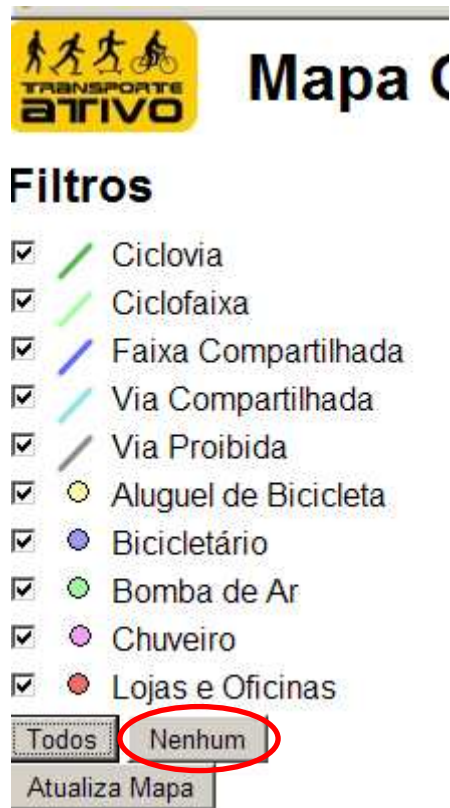 TRANSPORTE
ATIVO
Mapa
Filtros
Ciclovia
Ciclofaixa
Faixa Compartilhada
Via Compartilhada
Via Proibida
Aluguel de Bicicleta
Bicicletário
Bomba de Ar
Chuveiro
Lojas e Oficinas
Todos Nenhum
Atualiza Mapa